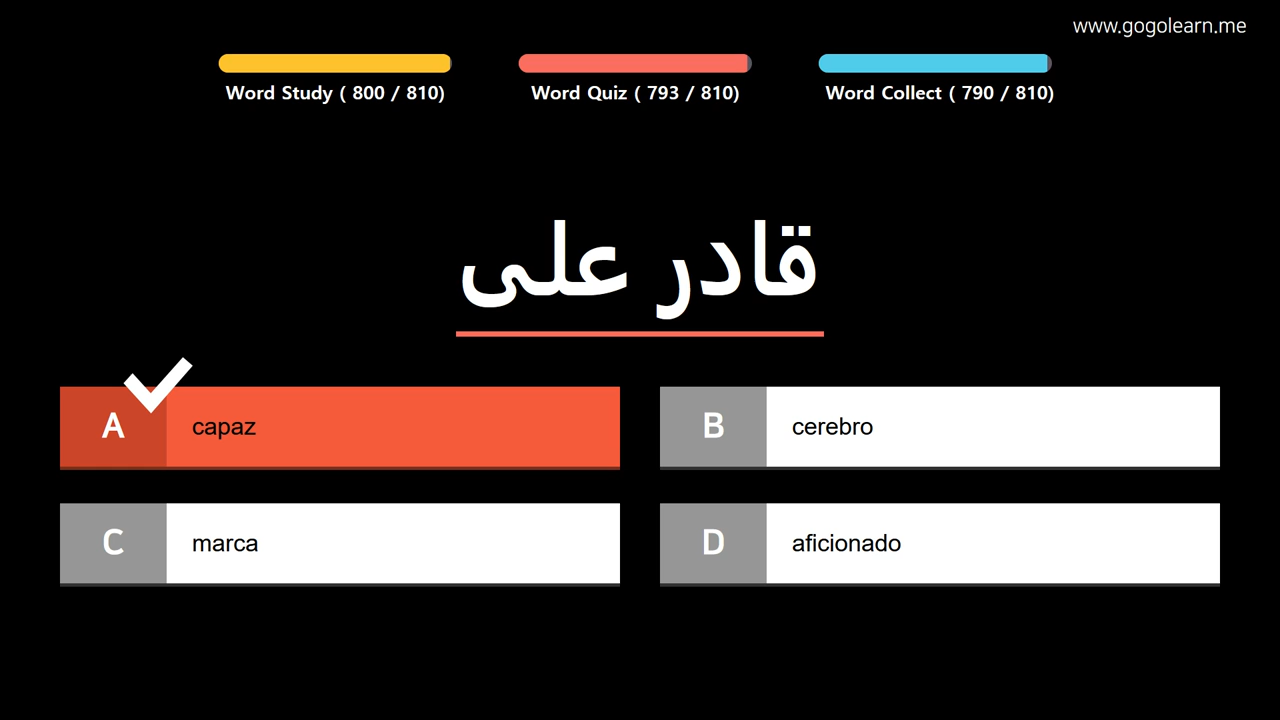 www.gogolearn.me
Word Study ( 800 / 810)
Word Quiz ( 793 / 810)
Word Collect ( 790 / 810)
قادر على
A capaz
B cerebro
C marca
D aficionado